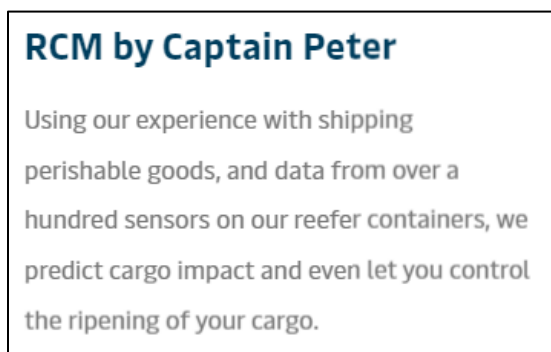 RCM by Captain Peter
Using our experience with shipping
perishable goods, and data from over a
hundred sensors on our reefer containers, we
predict cargo impact and even let you control
the ripening of your cargo.